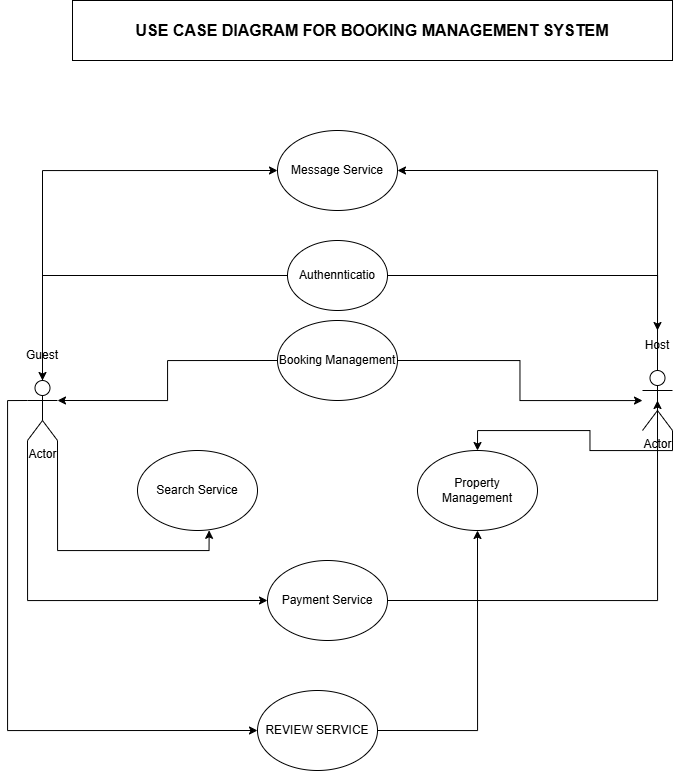 USE CASE DIAGRAM FOR BOOKING MANAGEMENT SYSTEM
Message Service
Authennticatio
Guest
Booking Management
Host
Actor
Actor
Search Service
Property
Management
Payment Service
REVIEW SERVICE